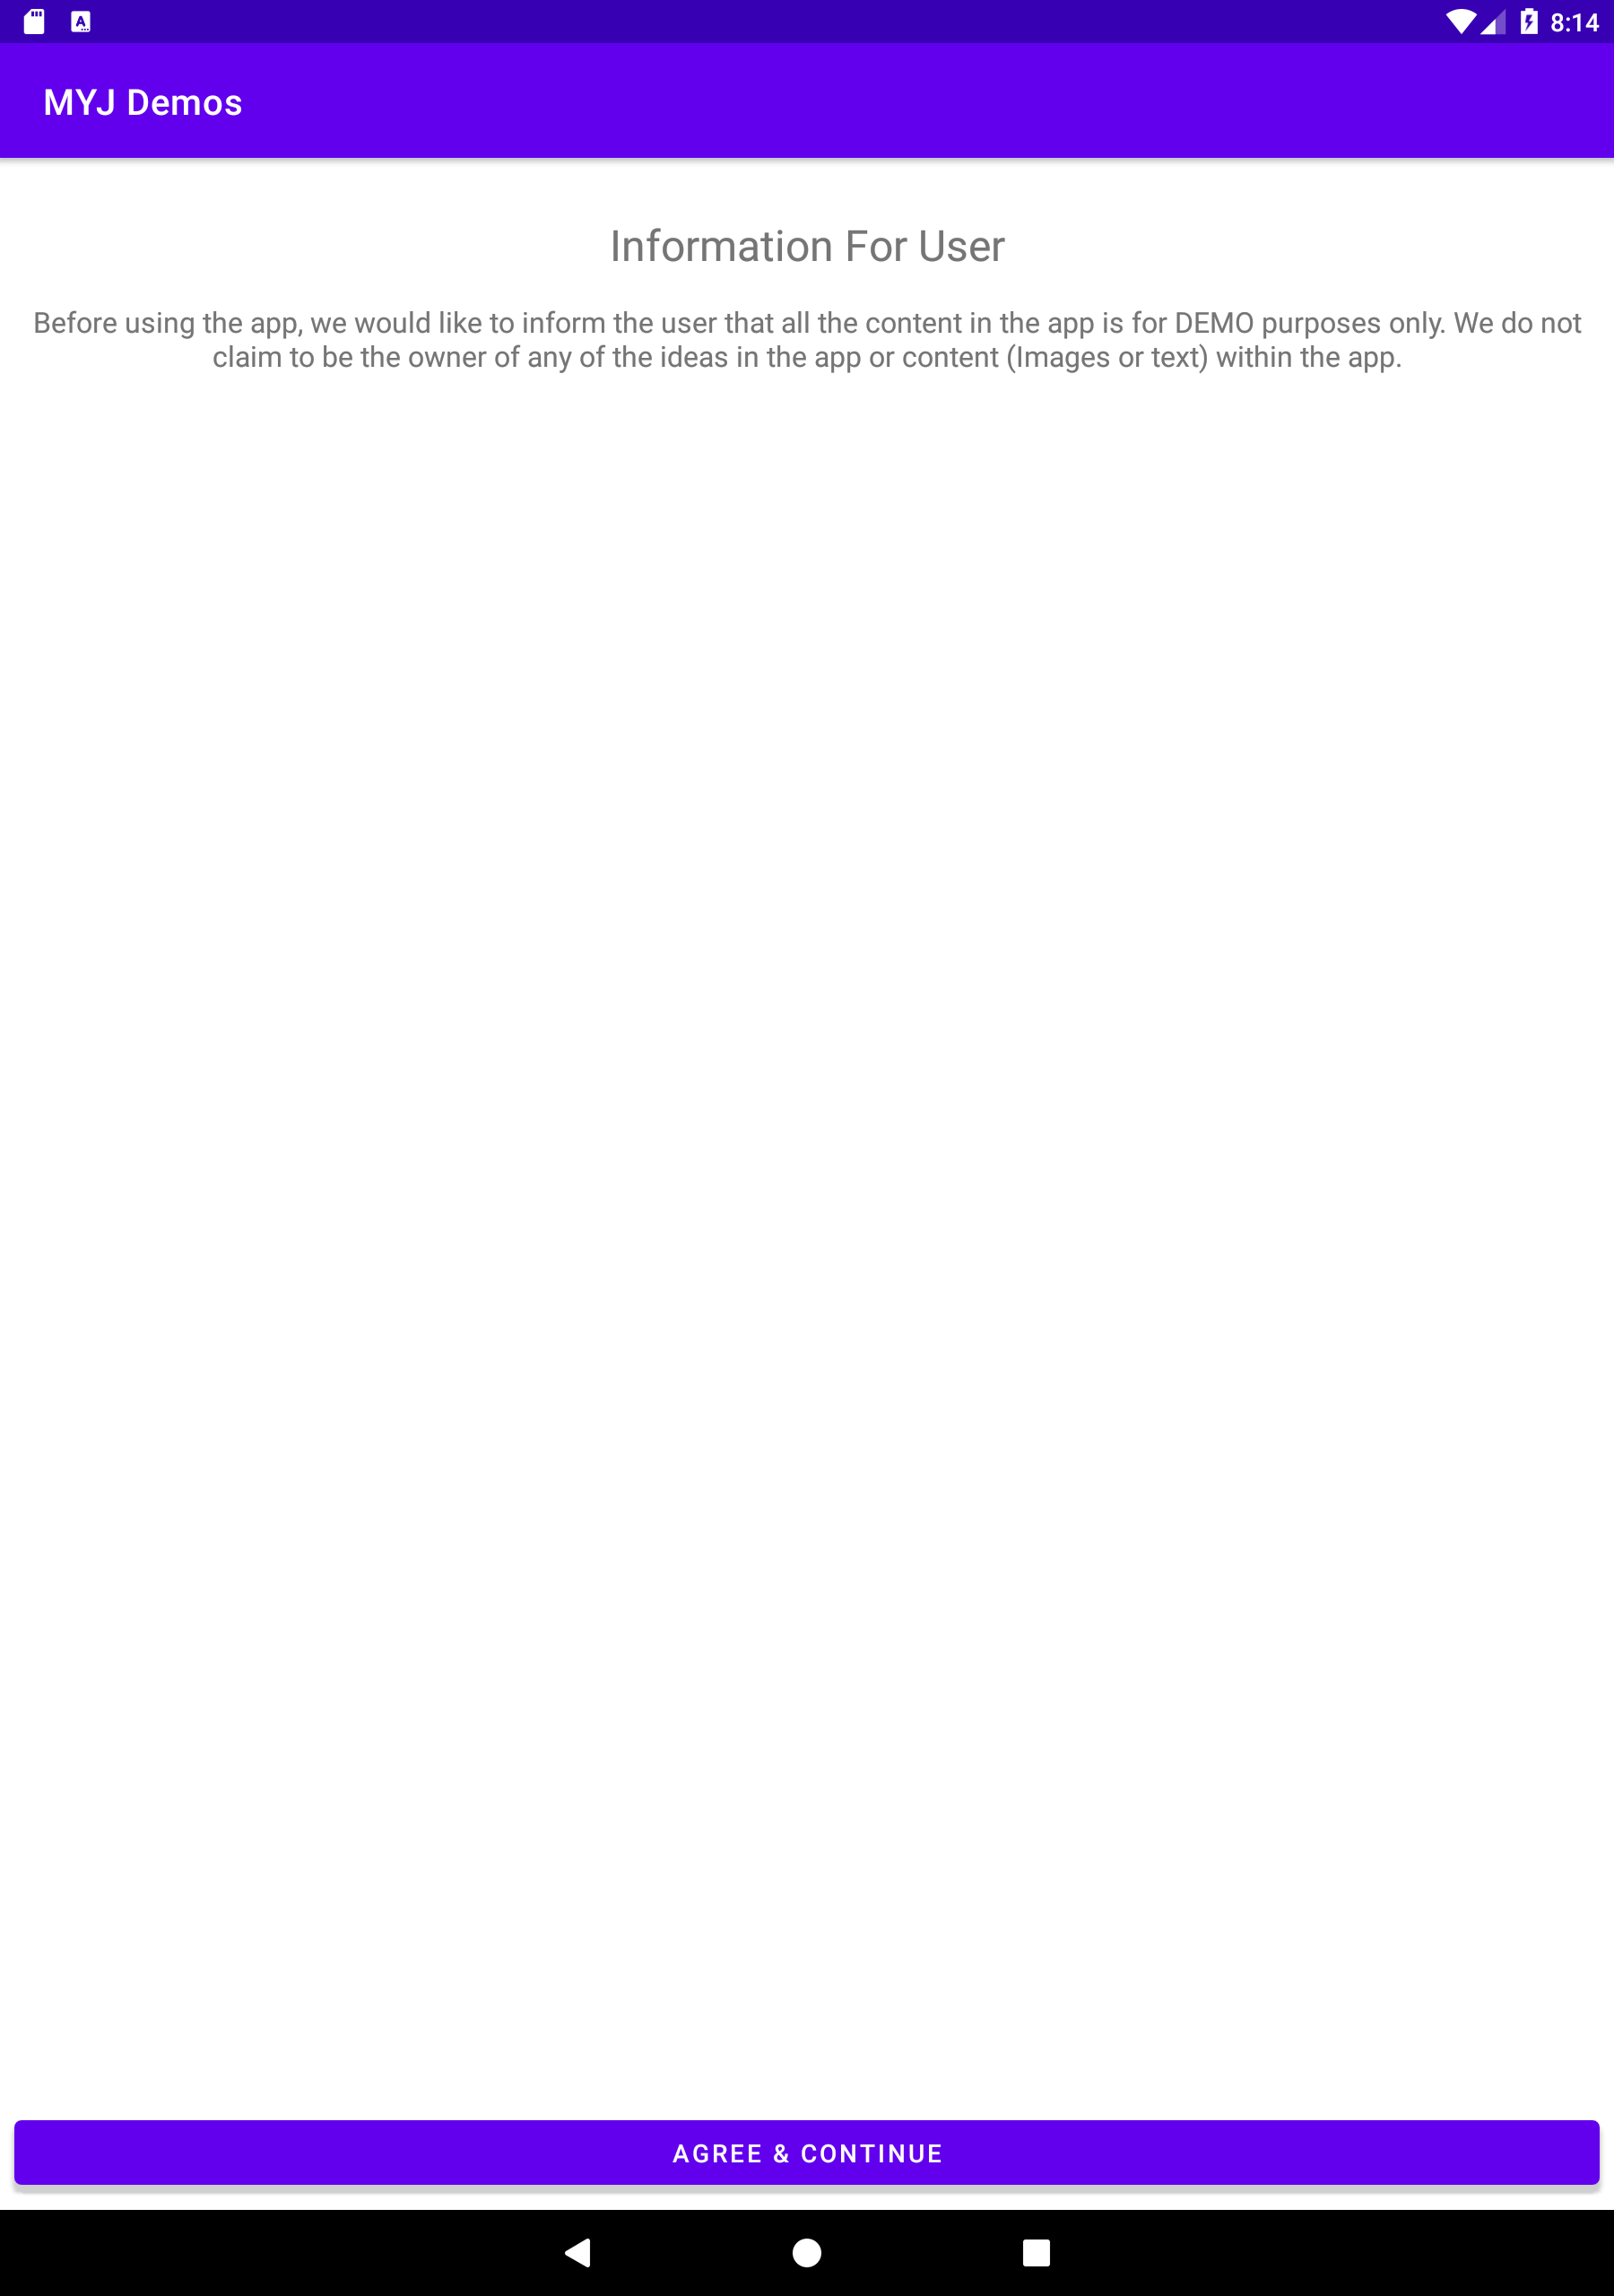 8:14
MYJ Demos
Information For User
Before using the app, we would like to inform the user that all the content in the app is for DEMO purposes only. We do not
claim to be the owner of any of the ideas in the app or content (Images or text) within the app.
AGREE & CONTINUE